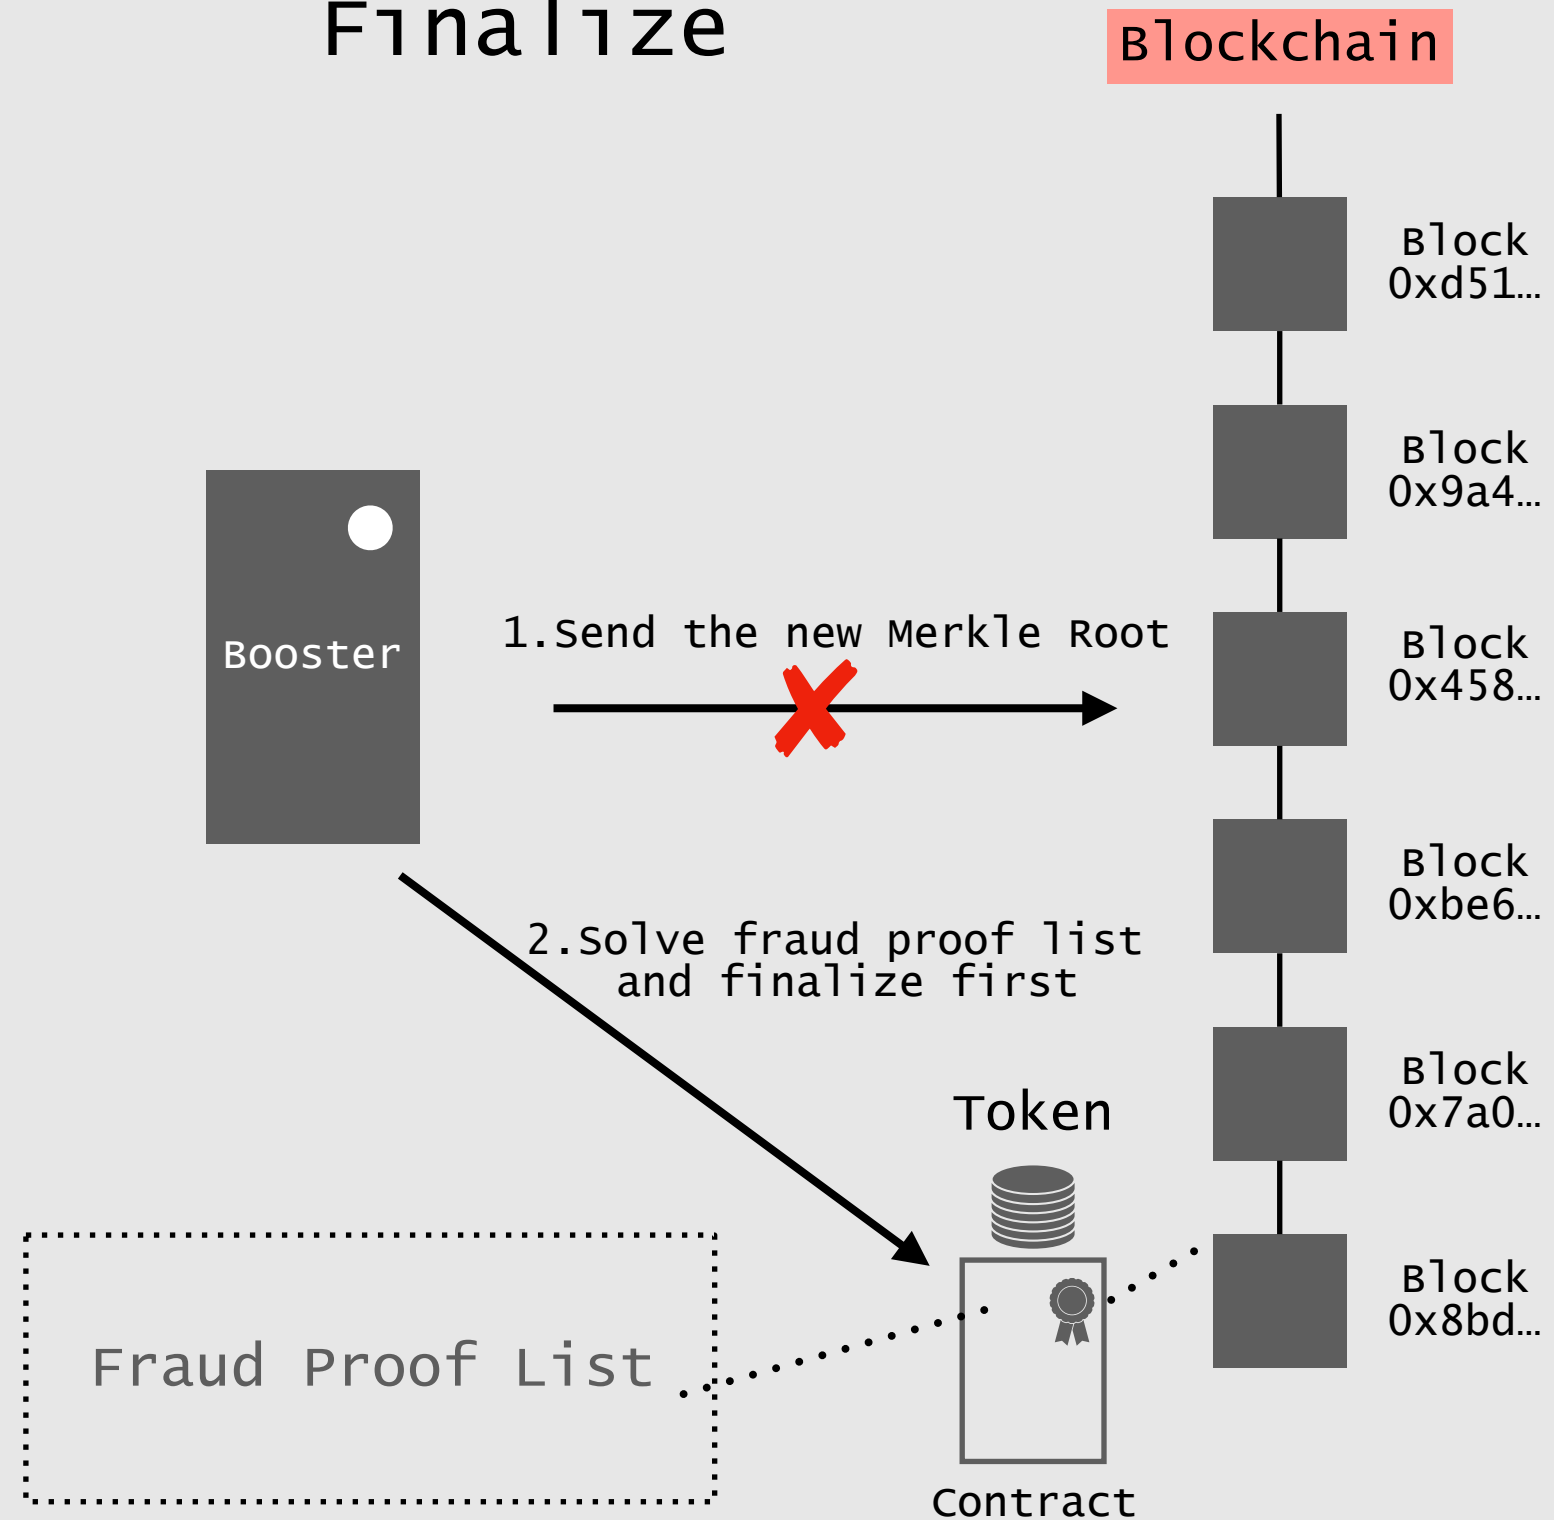 Finalize
Blockchain
Block
0xd51…
Block
0x9a4…
Booster
1.Send the new Merkle Root
Block
0x458…
Block
0xbe6…
2.Solve fraud proof list
and finalize first
Token
Block
0x7a0…
Block
0x8bd…
Fraud Proof List
Contract